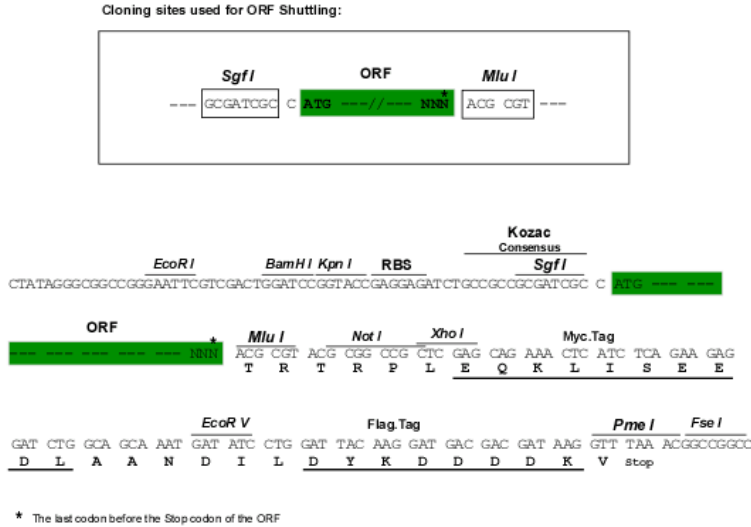 Cloning sites used for ORF Shuttling:
Sgf I ORF Mlu I
--- GCGATCGC C ATG ---//--- NNN* ACG CGT ---
Kozac
Consensus
EcoR I BamH I Kpn I RBS Sgf I
CTATAGGGCGGCCGGGAATTCGTCGACTGGATCCGGTACCGAGGAGATCTGCCGCCGCGATCGC C ATG --- ---
ORF Mlu I Not I Xho I Myc.Tag
--- --- --- --- --- --- NNN* ACG CGT ACG CGG CCG CTC GAG CAG AAA CTC ATC TCA GAA GAG
T R T R P L E Q K L I S E E
EcoR V Flag.Tag Pme I Fse I
GAT CTG GCA GCA AAT GAT ATC CTG GAT TAC AAG GAT GAC GAC GAT AAG GTT TAA ACGGCCGGCC
D L A A N D I L D Y K D D D D K V Stop
* The last codon before the Stop codon of the ORF